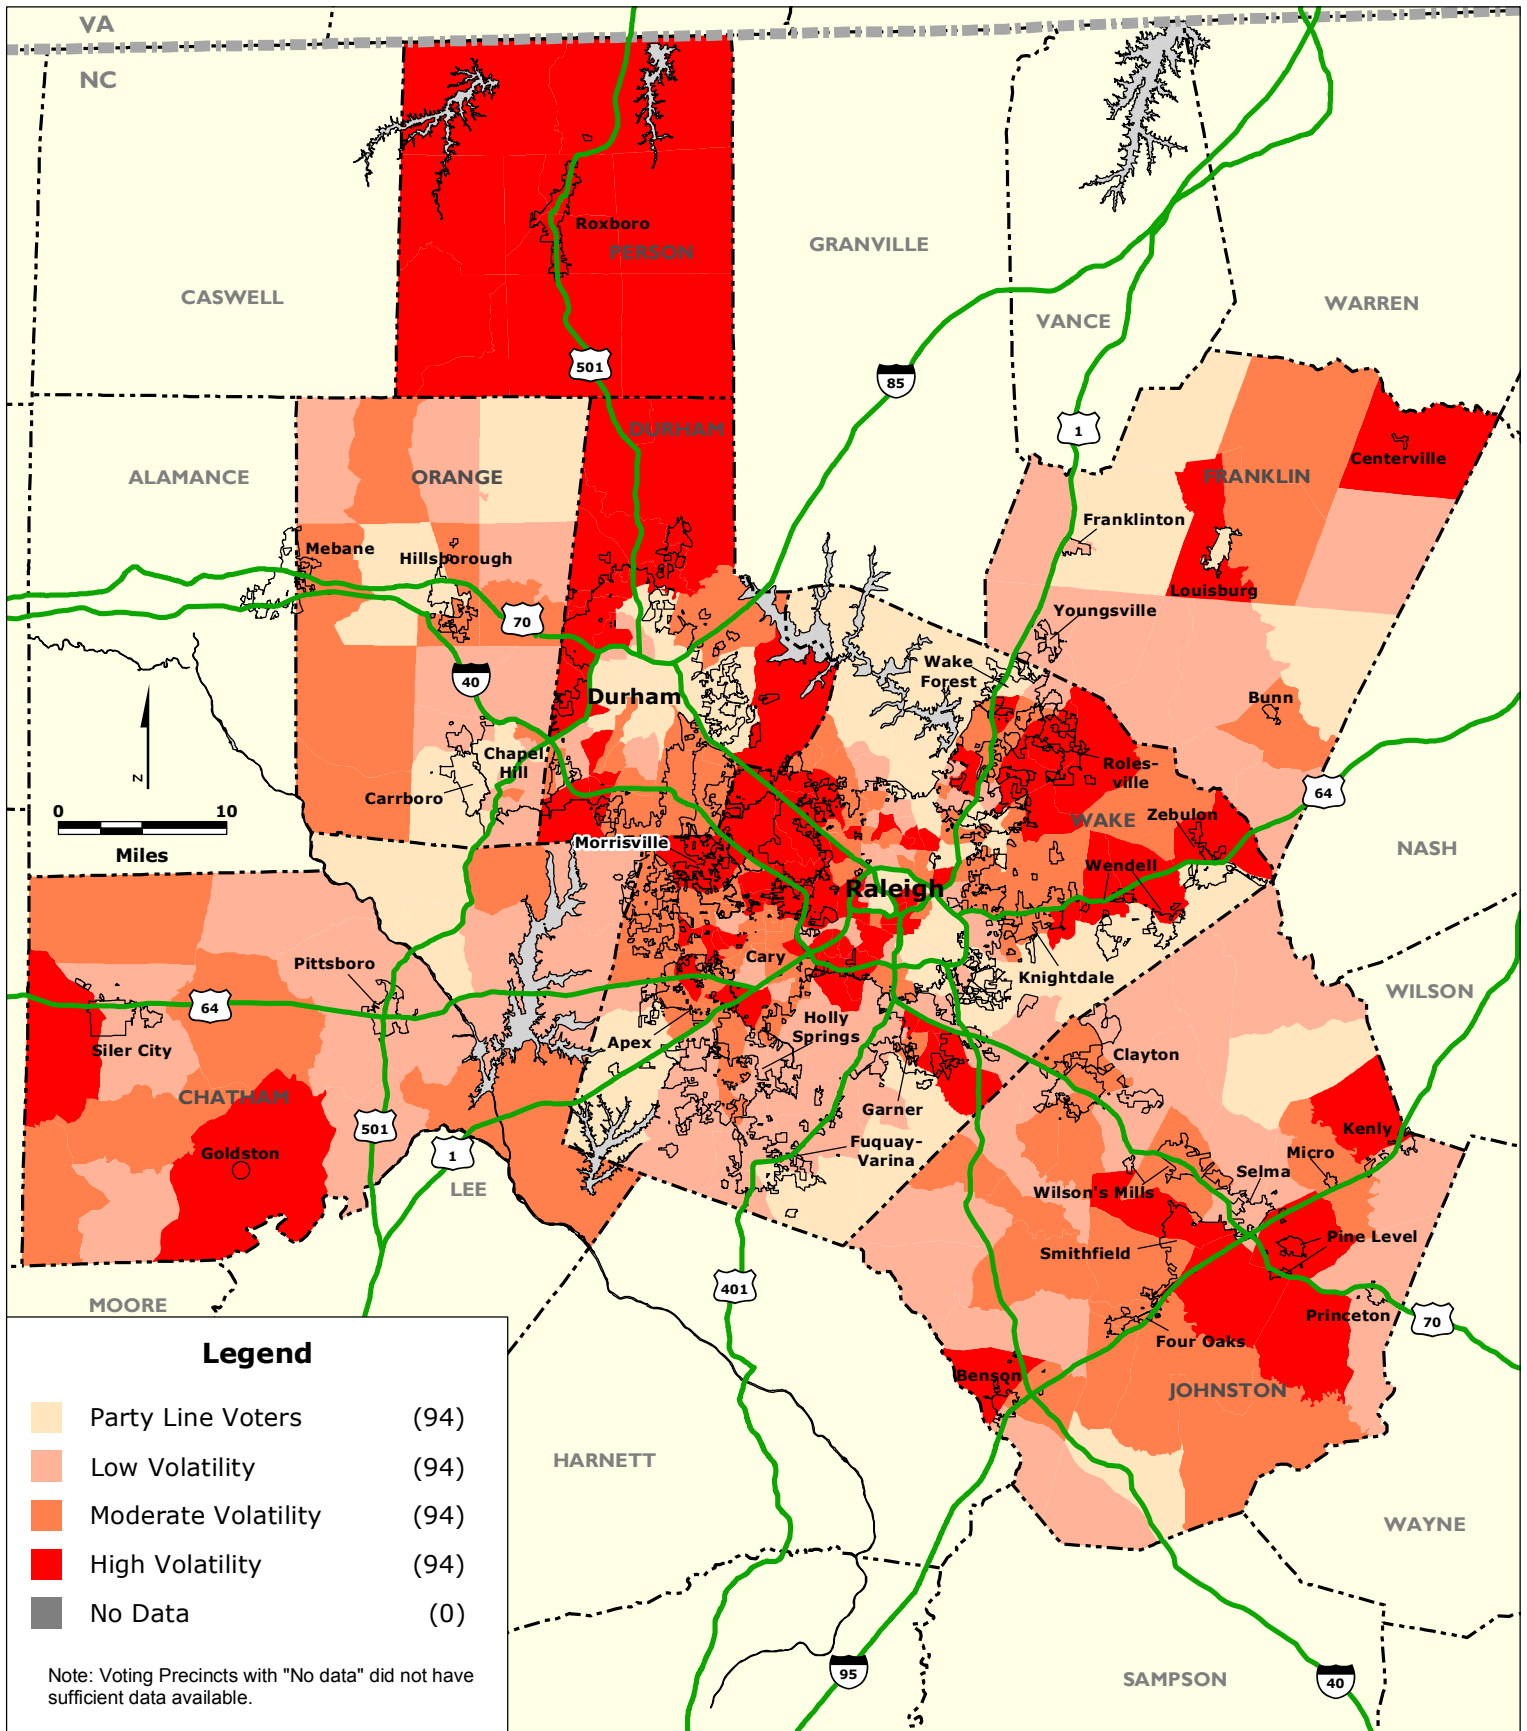 VA
NC
Roxboro
PERSON
GRANVILLE
CASWELL
WARREN
VANCE
501
85
1
DURHAM
ALAMANCE
ORANGE
FRANKLIN
Centerville
Franklinton
Mebane
Hillsborough
Louisburg
Youngsville
70
40
Wake
Forest
Durham
Bunn
Chapel
Hill
Carrboro
Roles-
ville
64
WAKE
Zebulon
N
0
10
Miles
Morrisville
NASH
Wendell
Raleigh
Pittsboro
Cary
Knightdale
WILSON
64
Holly
Springs
Siler City
Apex
Clayton
CHATHAM
Garner
501
1
Kenly
Goldston
Fuquay-
Varina
Micro
Selma
LEE
Wilson's Mills
Pine Level
Smithfield
401
MOORE
Princeton
70
Four Oaks
Benson
JOHNSTON
HARNETT
WAYNE
SAMPSON
95
40
Legend
Party Line Voters (94)
Low Volatility (94)
Moderate Volatility (94)
High Volatility (94)
No Data (0)
Note: Voting Precincts with "No data" did not have
sufficient data available.